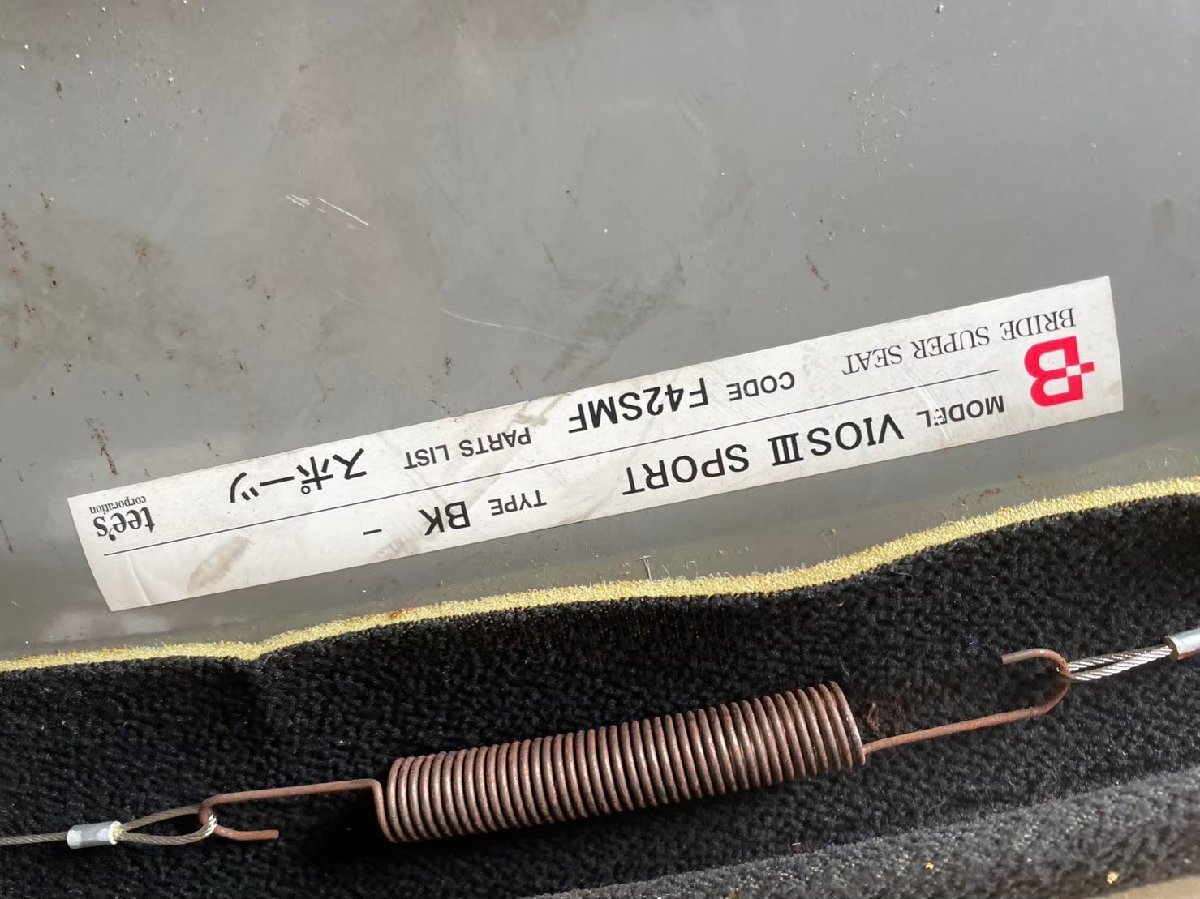 BRIDE SUPER SEAT CODE F42SMF PARTS LIST スポーツ
MODEL VIOSⅢ SPORT TYPE BK -
tee's
corporation
B